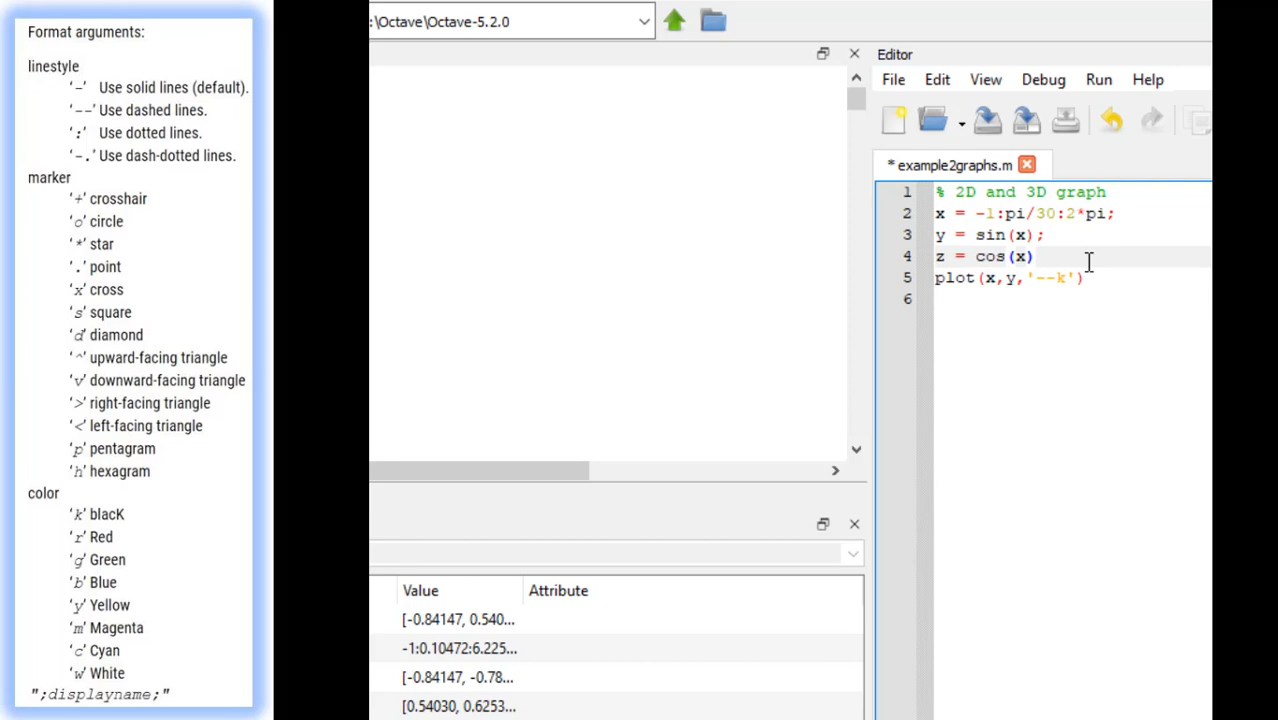 Format arguments:
linestyle
'-' Use solid lines (default).
'--' Use dashed lines.
':' Use dotted lines.
'-.' Use dash-dotted lines.
marker
'+' crosshair
'o' circle
'*' star
'.' point
'x' cross
's' square
'd' diamond
'^' upward-facing triangle
'v' downward-facing triangle
'>' right-facing triangle
'<' left-facing triangle
'p' pentagram
'h' hexagram
color
'k' blacK
'r' Red
'g' Green
'b' Blue
'y' Yellow
'm' Magenta
'c' Cyan
'w' White
";displayname;"
:\Octave\Octave-5.2.0
Value Attribute
[-0.84147, 0.540...
-1:0.10472:6.225...
[-0.84147, -0.78...
[0.54030, 0.6253...
Editor
File Edit View Debug Run Help
* example2graphs.m
1 % 2D and 3D graph
2 x = -1:pi/30:2*pi;
3 y = sin(x);
4 z = cos(x)
5 plot(x,y,'--k')
6